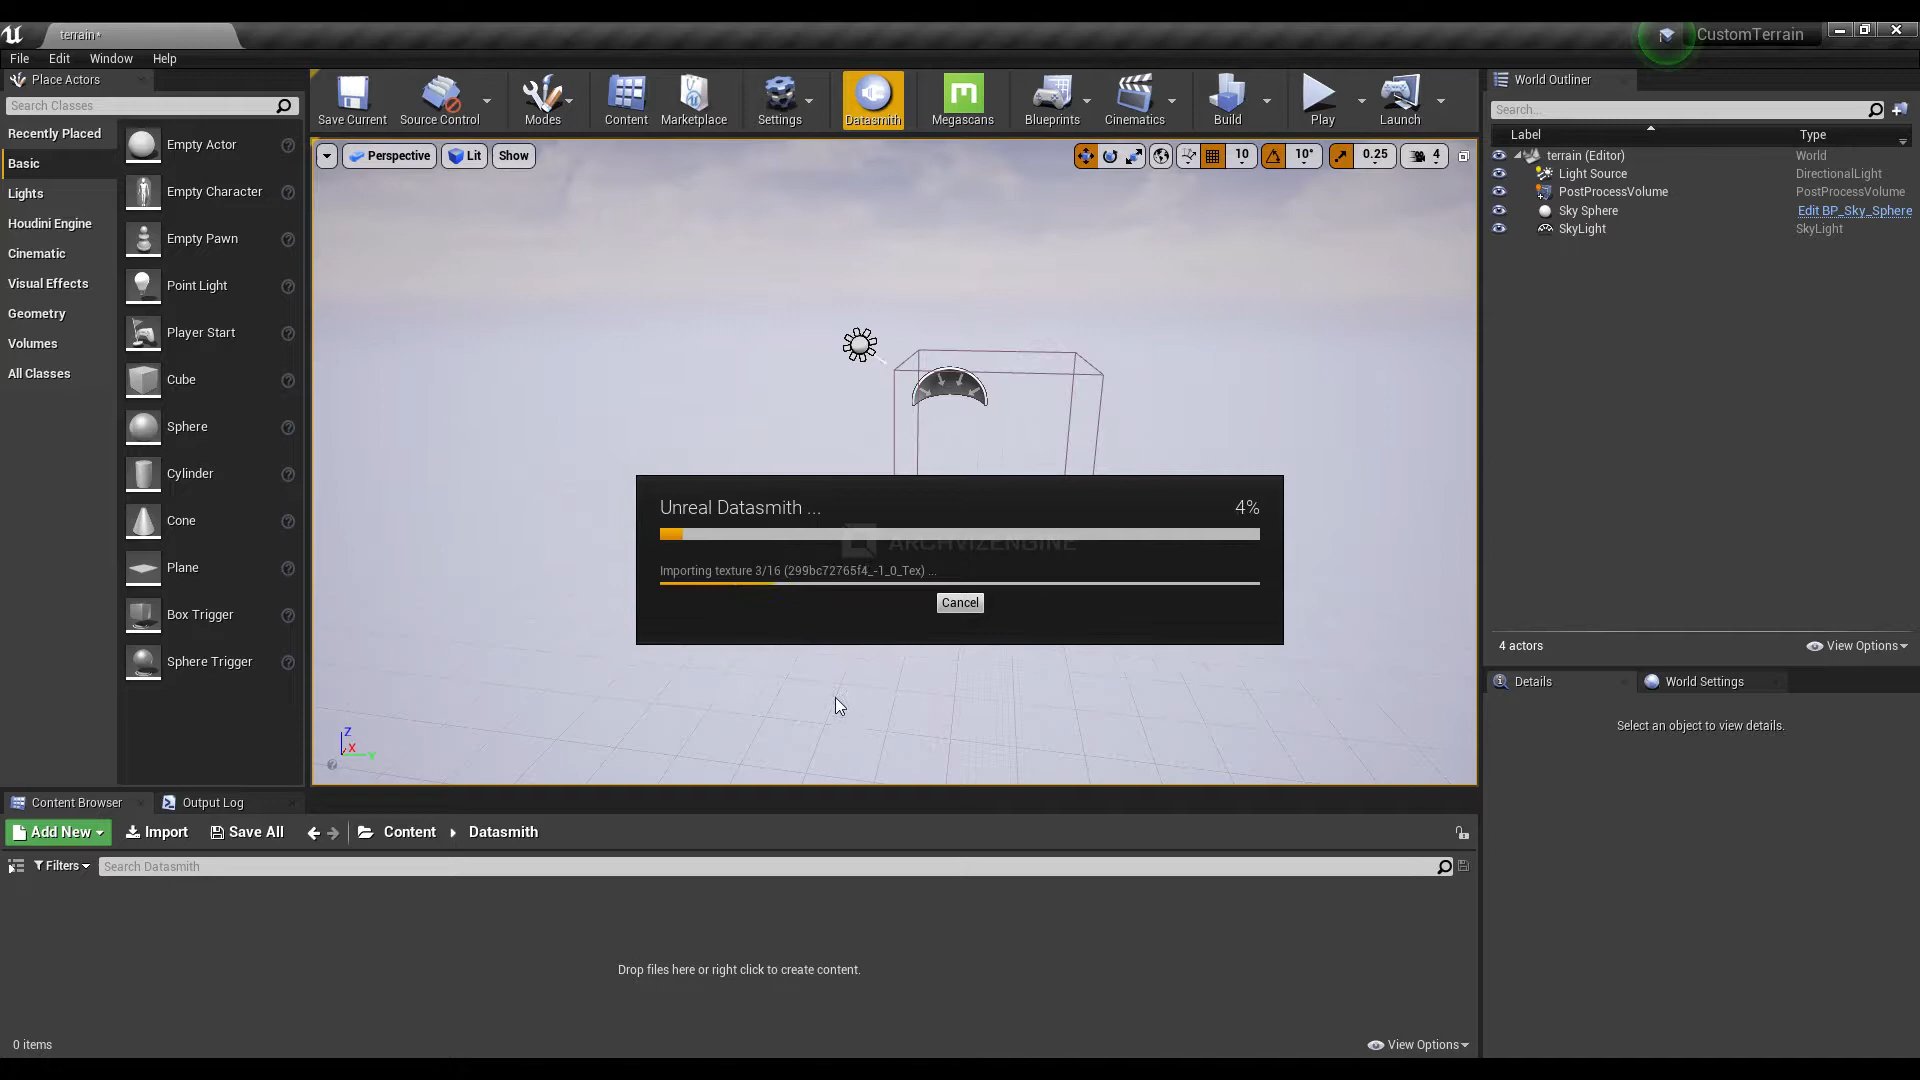 terrain*
CustomTerrain
File Edit Window Help
Place Actors
Search Classes
Recently Placed
Basic
Lights
Houdini Engine
Cinematic
Visual Effects
Geometry
Volumes
All Classes
Empty Actor
Empty Character
Empty Pawn
Point Light
Player Start
Cube
Sphere
Cylinder
Cone
Plane
Box Trigger
Sphere Trigger
Save Current
Source Control
Modes
Content
Marketplace
Settings
Datasmith
Megascans
Blueprints
Cinematics
Build
Play
Launch
Perspective Lit Show
10 10° 0.25 4
Unreal Datasmith ... 4%
ARCHVIZENGINE
Importing texture 3/16 (299bc72765f4_-1_0_Tex) ...
Cancel
Z
X
Y
World Outliner
Search...
Label Type
terrain (Editor) World
Light Source DirectionalLight
PostProcessVolume PostProcessVolume
Sky Sphere Edit BP_Sky_Sphere
SkyLight SkyLight
4 actors View Options
Details World Settings
Select an object to view details.
Content Browser Output Log
Add New Import Save All Content Datasmith
Filters Search Datasmith
Drop files here or right click to create content.
0 items View Options